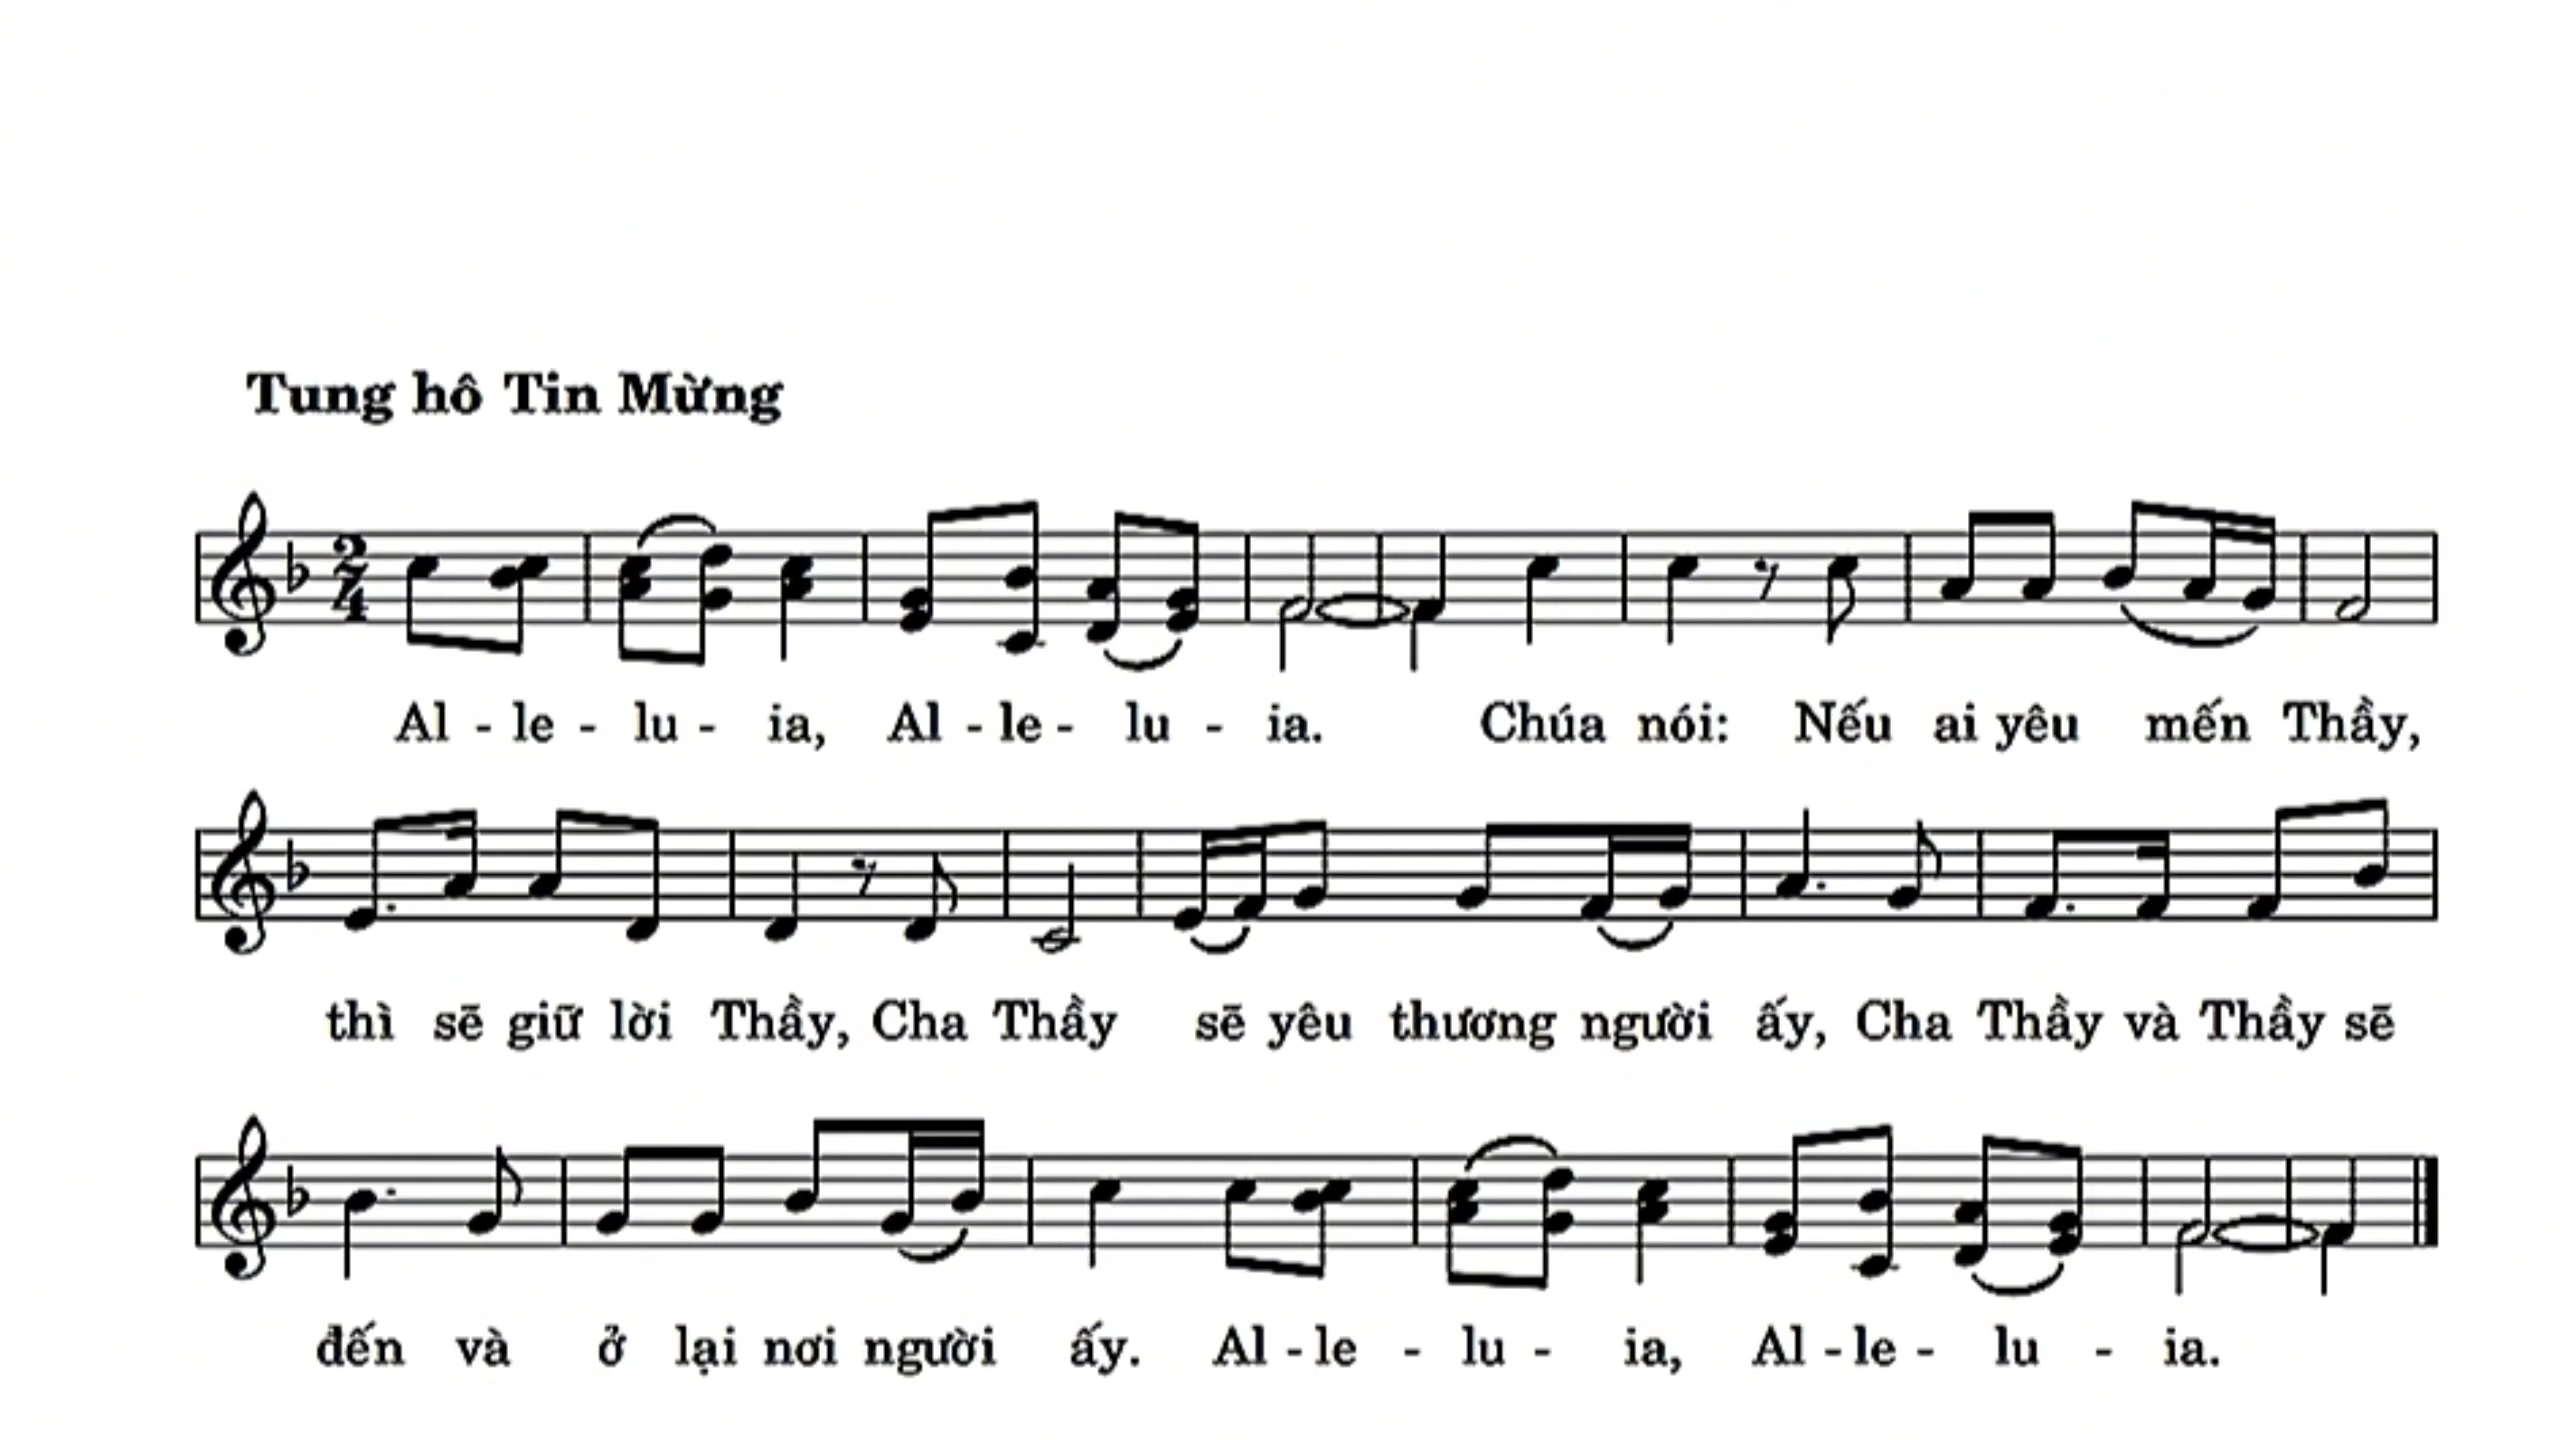 Tung hô Tin Mừng
2
4
Al - le - lu - ia, Al - le - lu - ia. Chúa nói: Nếu ai yêu mến Thầy,
thì sẽ giữ lời Thầy, Cha Thầy sẽ yêu thương người ấy, Cha Thầy và Thầy sẽ
đến và ở lại nơi người ấy. Al - le - lu - ia, Al - le - lu - ia.